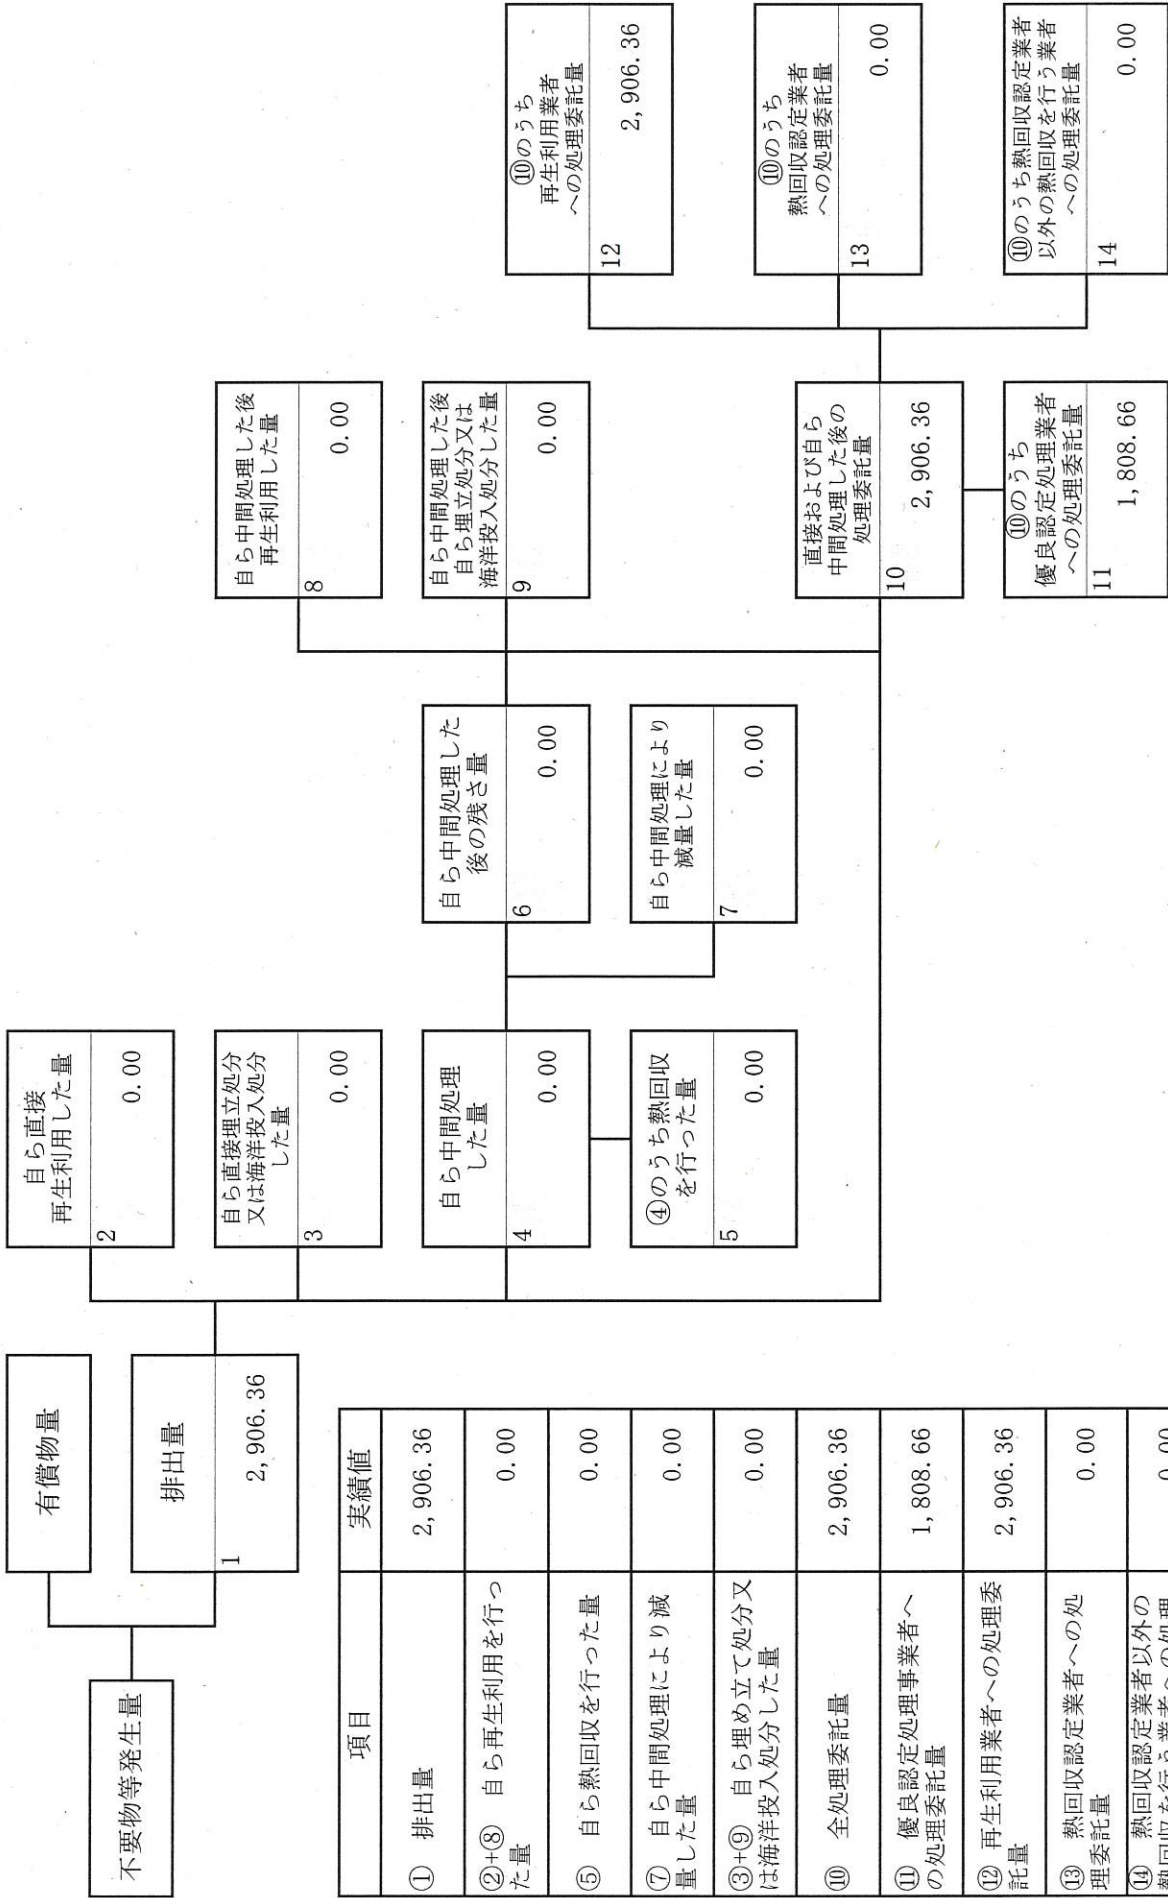 不要物等発生量
有償物量
排出量
1
2,906.36
自ら直接
再生利用した量
2
0.00
自ら直接埋立処分
又は海洋投入処分
した量
3
0.00
自ら中間処理
した量
4
0.00
④のうち熱回収
を行った量
5
0.00
自ら中間処理した
後の残さ量
6
0.00
自ら中間処理により
減量した量
7
0.00
自ら中間処理した後
再生利用した量
8
0.00
自ら中間処理した後
自ら埋立処分又は
海洋投入処分した量
9
0.00
直接および自ら
中間処理した後の
処理委託量
10
2,906.36
⑩のうち
優良認定処理業者
への処理委託量
11
1,808.66
⑩のうち
再生利用業者
への処理委託量
12
2,906.36
⑩のうち
熱回収認定業者
への処理委託量
13
0.00
⑩のうち熱回収認定業者
以外の熱回収を行う業者
への処理委託量
14
0.00
項目 実績値
① 排出量 2,906.36
②+⑧ 自ら再生利用を行っ
た量 0.00
⑤ 自ら熱回収を行った量 0.00
⑦ 自ら中間処理により減
量した量 0.00
③+⑨ 自ら埋め立て処分又
は海洋投入処分した量 0.00
⑩ 全処理委託量 2,906.36
⑪ 優良認定処理事業者へ
の処理委託量 1,808.66
⑫ 再生利用業者への処理委
託量 2,906.36
⑬ 熱回収認定業者への処
理委託量 0.00
⑭ 熱回収認定業者以外の
熱回収を行う業者への処理 0.00